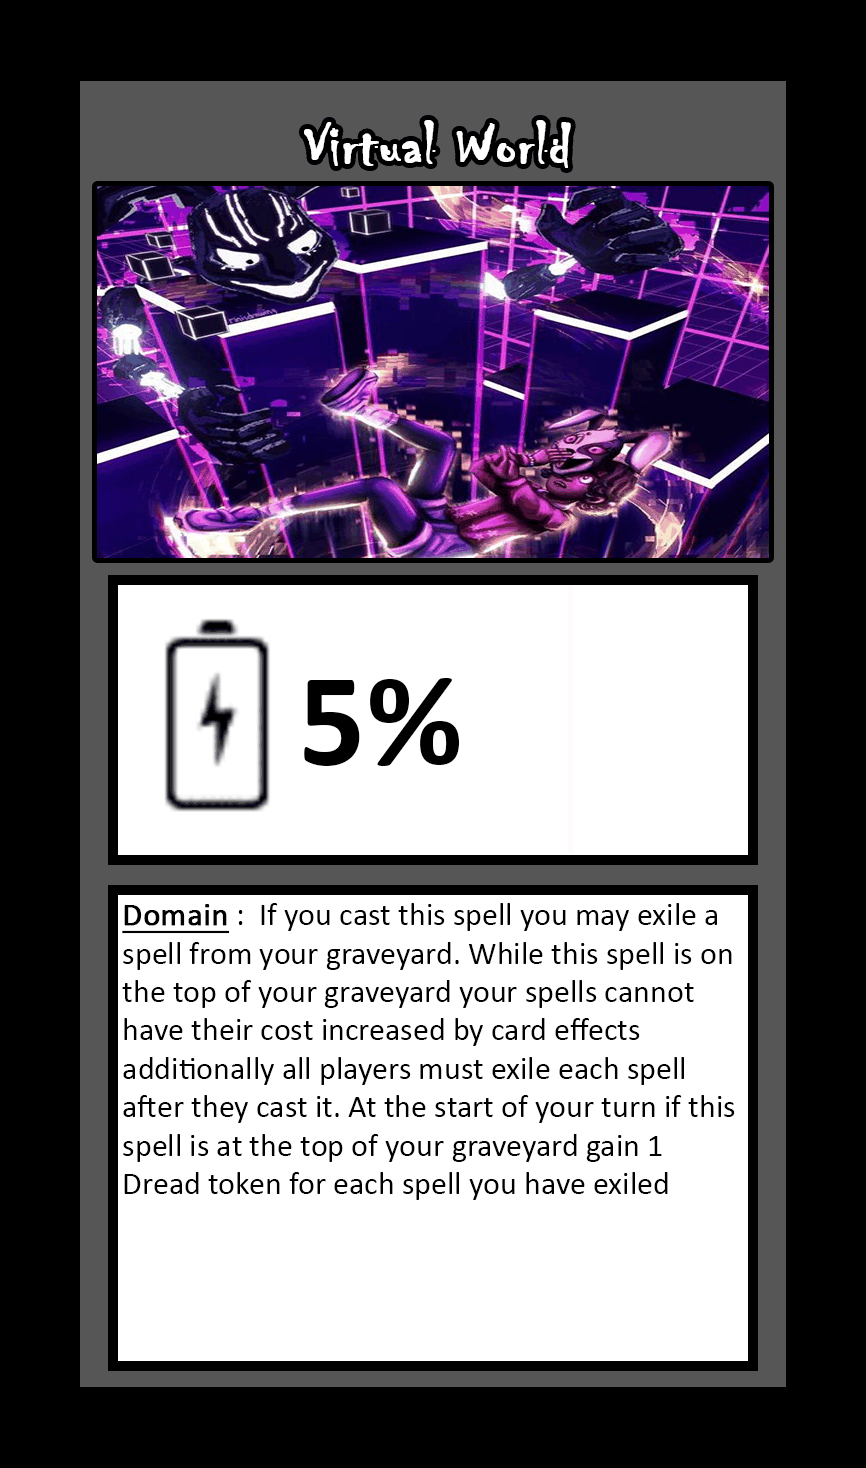 Virtual World
5%
Domain : If you cast this spell you may exile a
spell from your graveyard. While this spell is on
the top of your graveyard your spells cannot
have their cost increased by card effects
additionally all players must exile each spell
after they cast it. At the start of your turn if this
spell is at the top of your graveyard gain 1
Dread token for each spell you have exiled